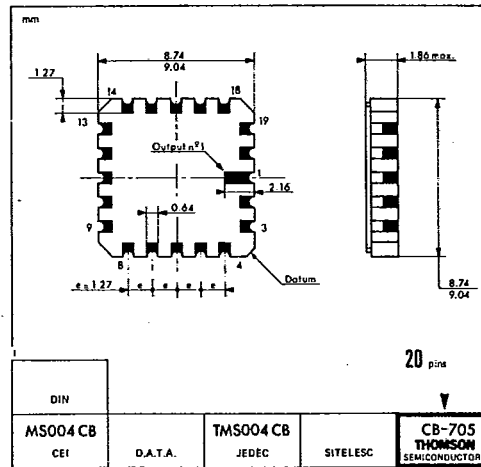 mm
8.74
9.04
1.86 max.
1.27
14
18
13
19
Output nº1
1
2.16
0.64
9
3
8
4
Datum
e = 1.27
e
e
e
e
8.74
9.04
20 pins
DIN
MS004 CB
CEI
D.A.T.A.
TMS004 CB
JEDEC
SITELESC
CB-705
THOMSON
SEMICONDUCTOR